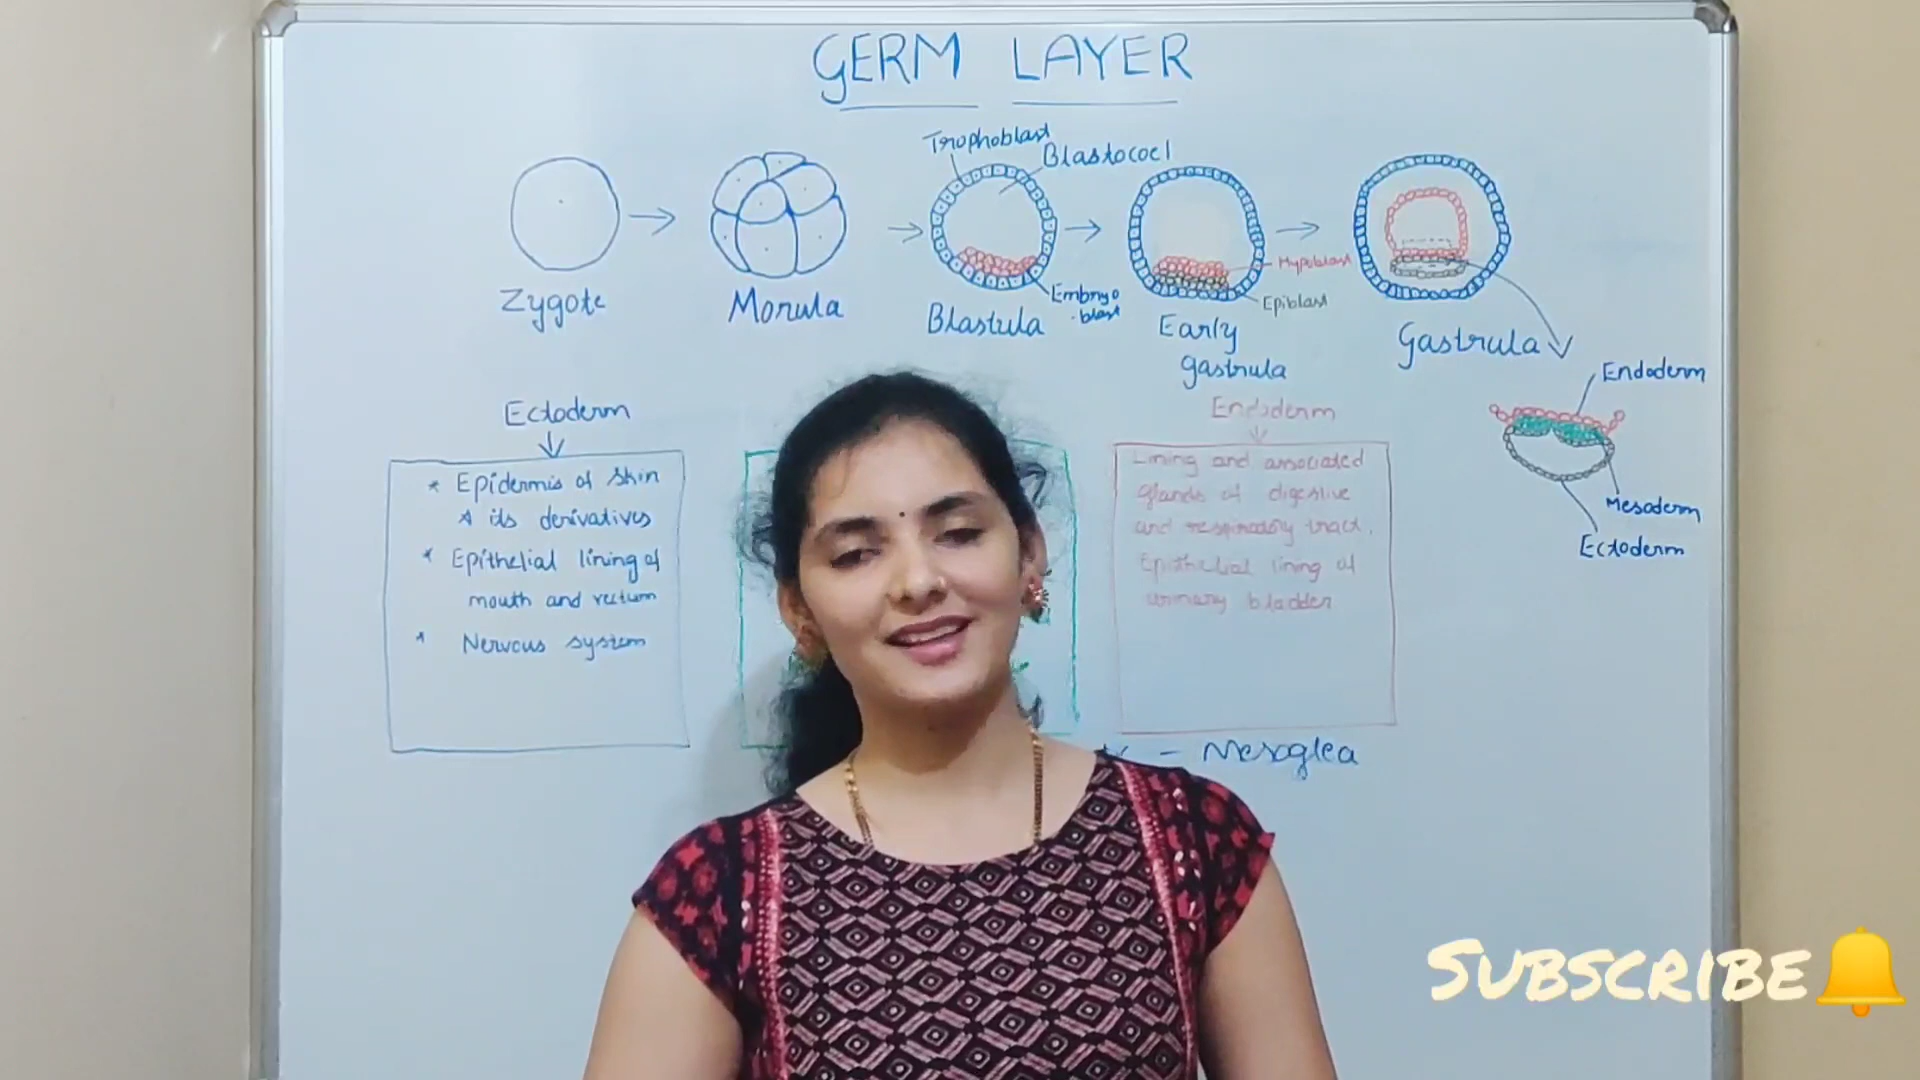 GERM LAYER
Trophoblast
Blastocoel
Hypoblast
Embryo
blast
Epiblast
Zygote
Morula
Blastula
Early
gastrula
Gastrula
Endoderm
Mesoderm
Ectoderm
Ectoderm
* Epidermis of skin
& its derivatives
* Epithelial lining of
mouth and rectum
* Nervous system
Endoderm
Lining and associated
glands of digestive
and respiratory tract.
Epithelial lining of
urinary bladder
- Mesoglea
SUBSCRIBE